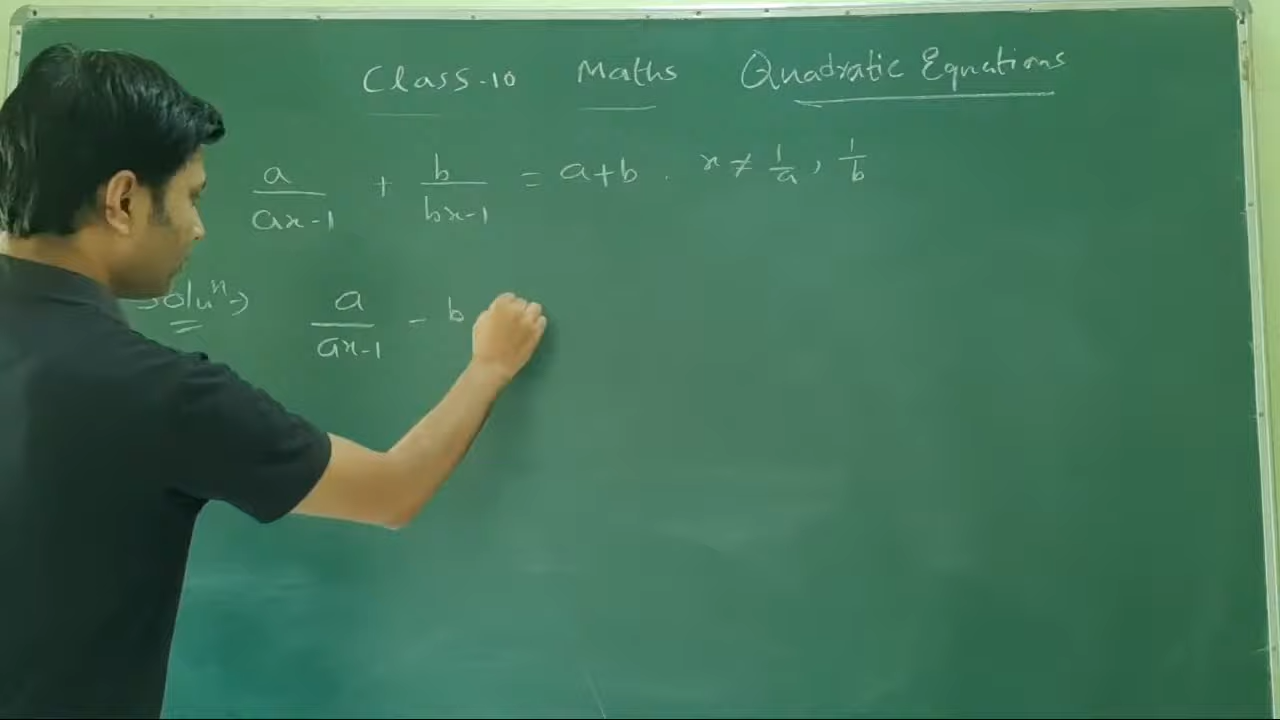 Class-10 Maths Quadratic Equations
a/(ax-1) + b/(bx-1) = a+b . x ≠ 1/a , 1/b
Soluⁿ→ a/(ax-1) - b